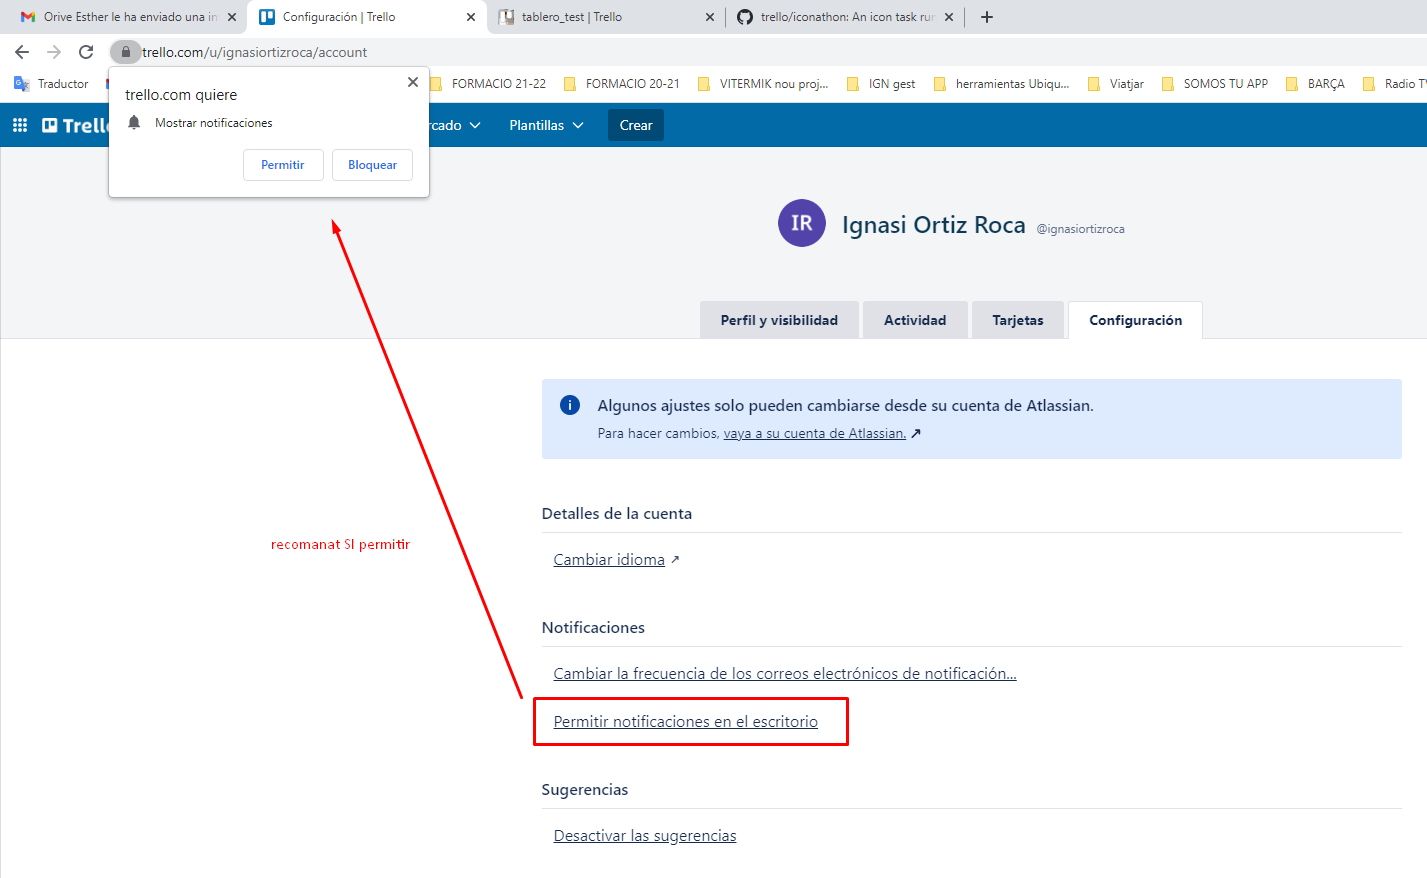 Orive Esther le ha enviado una in
Configuración | Trello
tablero_test | Trello
trello/iconathon: An icon task run
trello.com/u/ignasiortizroca/account
Traductor
FORMACIO 21-22
FORMACIO 20-21
VITERMIK nou proj...
IGN gest
herramientas Ubiqu...
Viatjar
SOMOS TU APP
BARÇA
Radio TV
trello.com quiere
Mostrar notificaciones
Permitir
Bloquear
Trello
rcado
Plantillas
Crear
IR
Ignasi Ortiz Roca
@ignasiortizroca
Perfil y visibilidad
Actividad
Tarjetas
Configuración
Algunos ajustes solo pueden cambiarse desde su cuenta de Atlassian.
Para hacer cambios, vaya a su cuenta de Atlassian. ↗
Detalles de la cuenta
recomanat SI permitir
Cambiar idioma ↗
Notificaciones
Cambiar la frecuencia de los correos electrónicos de notificación...
Permitir notificaciones en el escritorio
Sugerencias
Desactivar las sugerencias